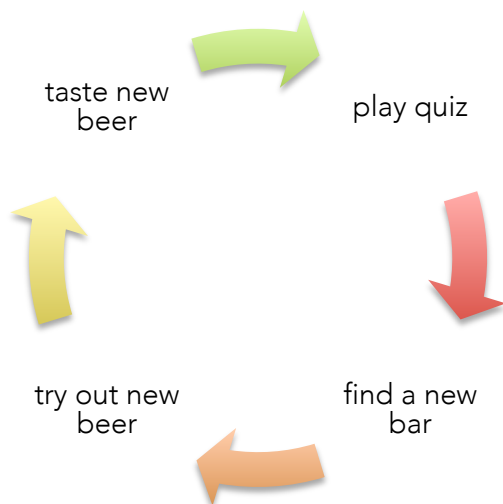 taste new
beer
play quiz
try out new
beer
find a new
bar